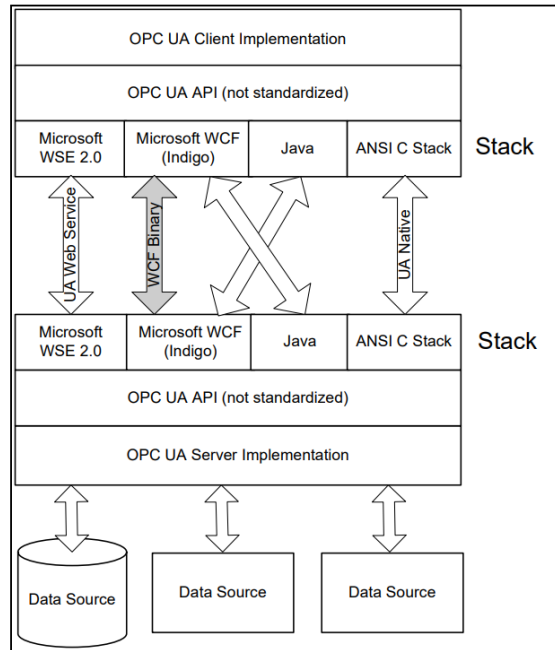 OPC UA Client Implementation
OPC UA API (not standardized)
Microsoft
WSE 2.0
Microsoft WCF
(Indigo)
Java
ANSI C Stack
Stack
UA Web Service
WCF Binary
UA Native
Microsoft
WSE 2.0
Microsoft WCF
(Indigo)
Java
ANSI C Stack
Stack
OPC UA API (not standardized)
OPC UA Server Implementation
Data Source
Data Source
Data Source